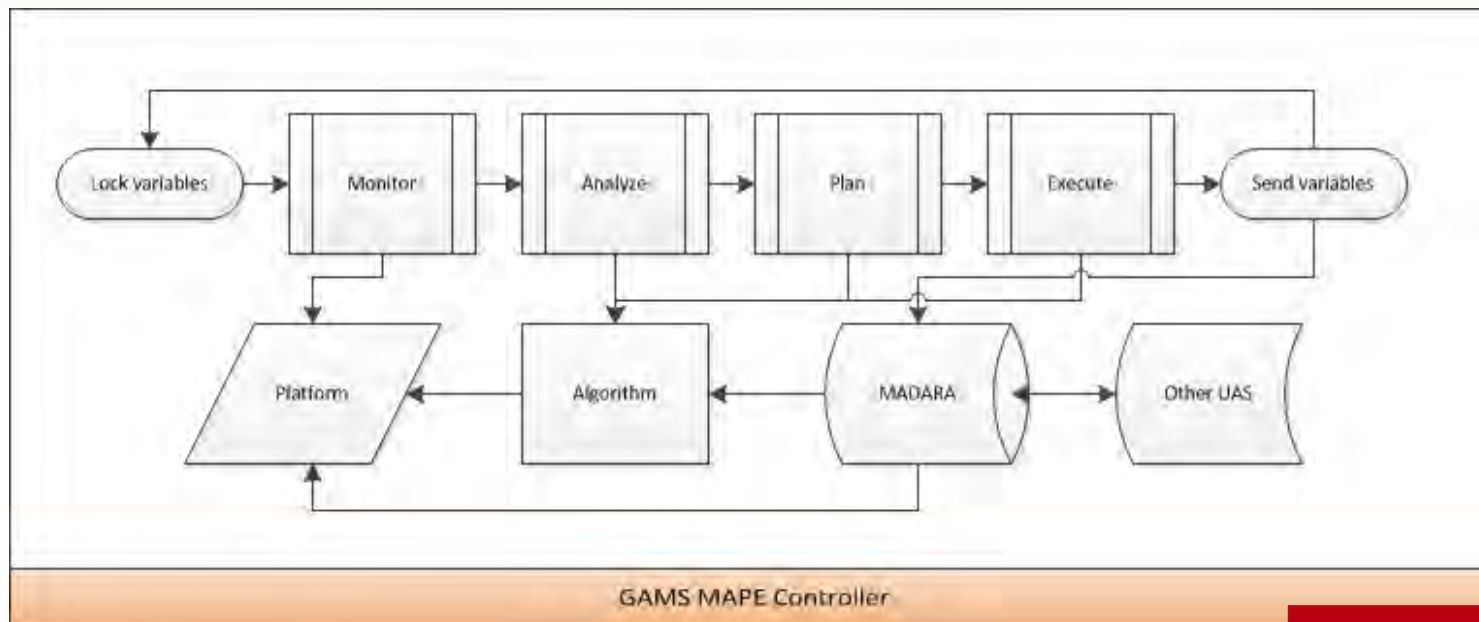 Lock variables
Monitor
Analyze
Plan
Execute
Send variables
Platform
Algorithm
MADARA
Other UAS
GAMS MAPE Controller